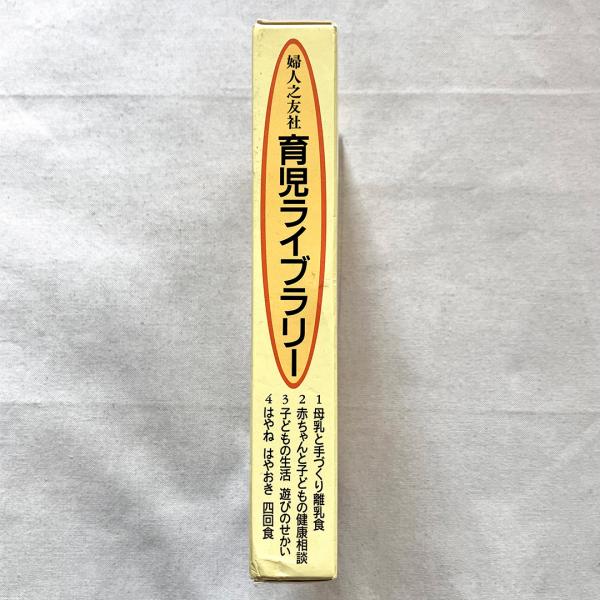 婦人之友社
育児ライブラリー
1 母乳と手づくり離乳食
2 赤ちゃんと子どもの健康相談
3 子どもの生活 遊びのせかい
4 はやね はやおき 四回食